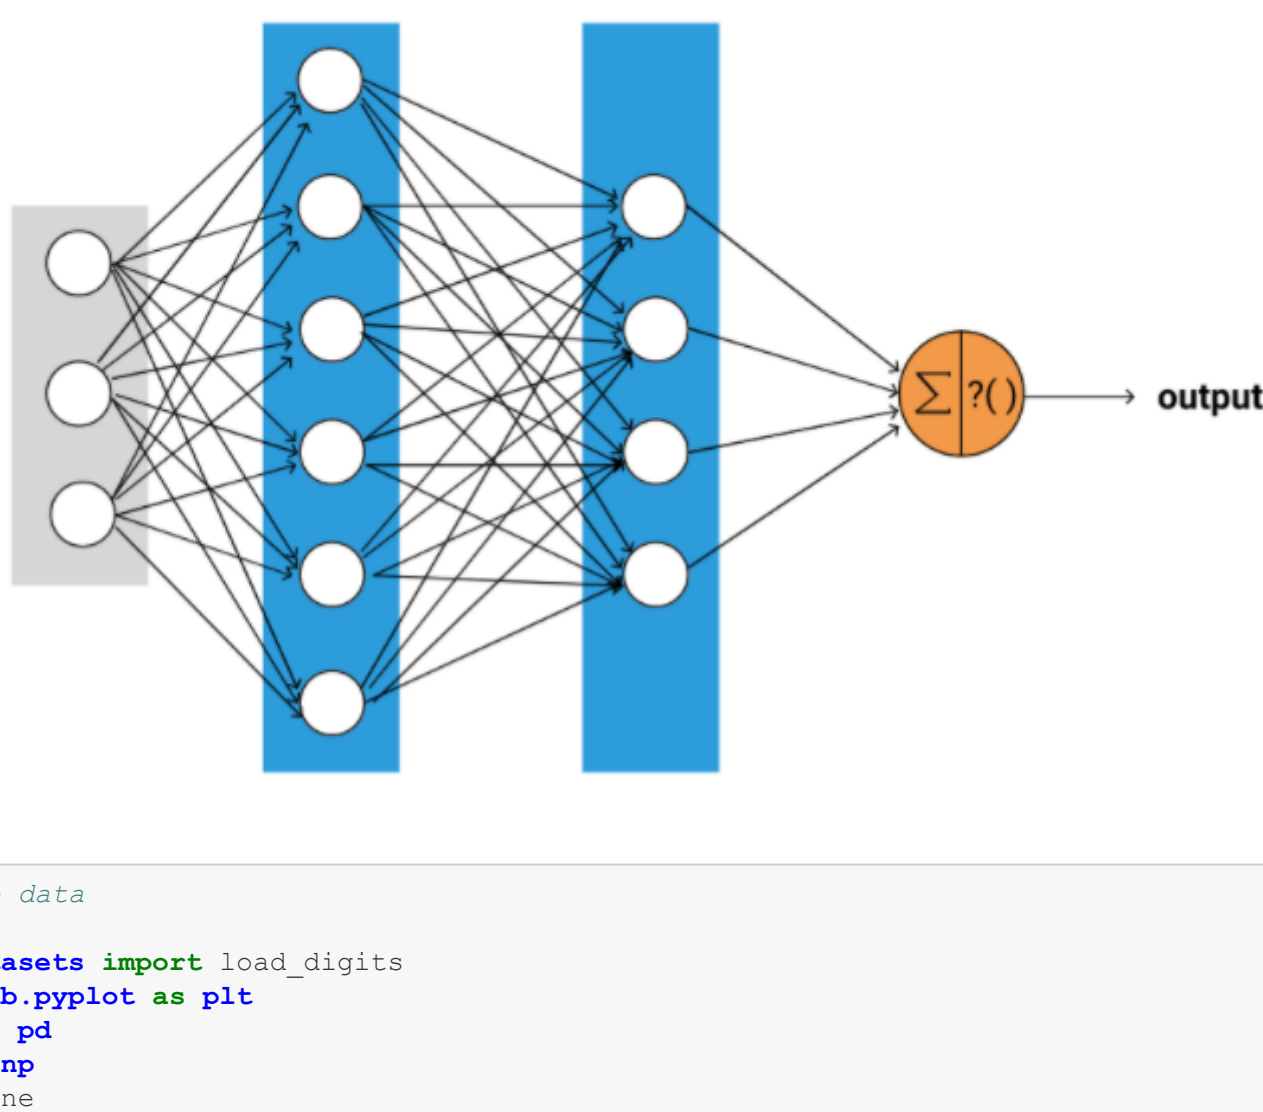 ∑ ?()
output
data
asets import load_digits
b.pyplot as plt
pd
np
ne